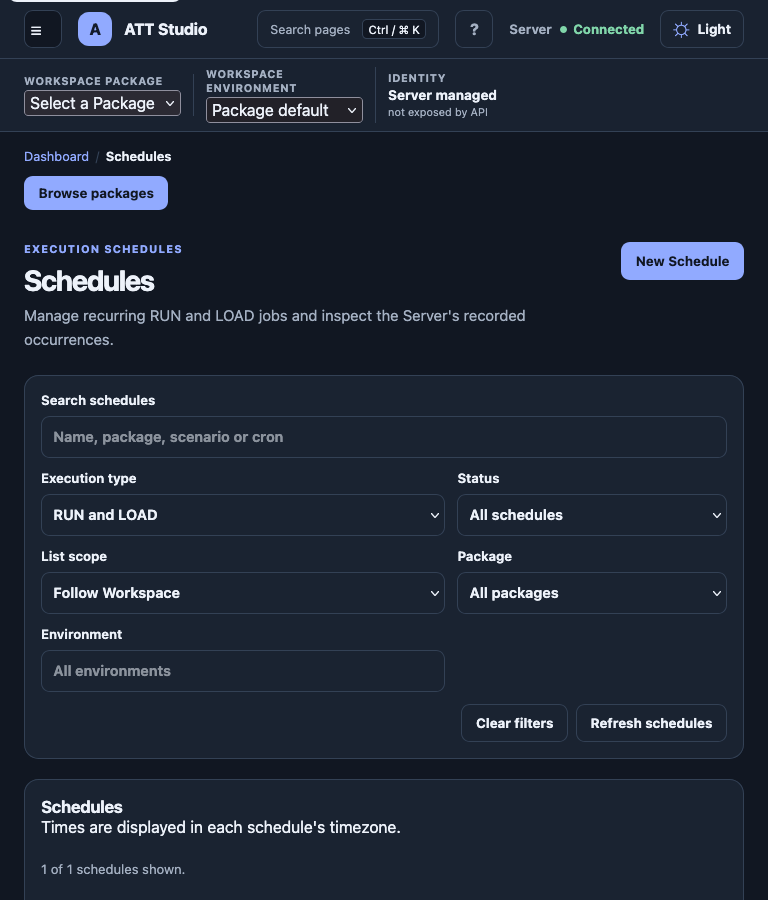 ☰ A ATT Studio Search pages Ctrl / ⌘ K ? Server Connected Light
WORKSPACE PACKAGE
Select a Package
WORKSPACE
ENVIRONMENT
Package default
IDENTITY
Server managed
not exposed by API
Dashboard / Schedules
Browse packages
EXECUTION SCHEDULES
Schedules
New Schedule
Manage recurring RUN and LOAD jobs and inspect the Server's recorded
occurrences.
Search schedules
Name, package, scenario or cron
Execution type Status
RUN and LOAD All schedules
List scope Package
Follow Workspace All packages
Environment
All environments
Clear filters Refresh schedules
Schedules
Times are displayed in each schedule's timezone.
1 of 1 schedules shown.